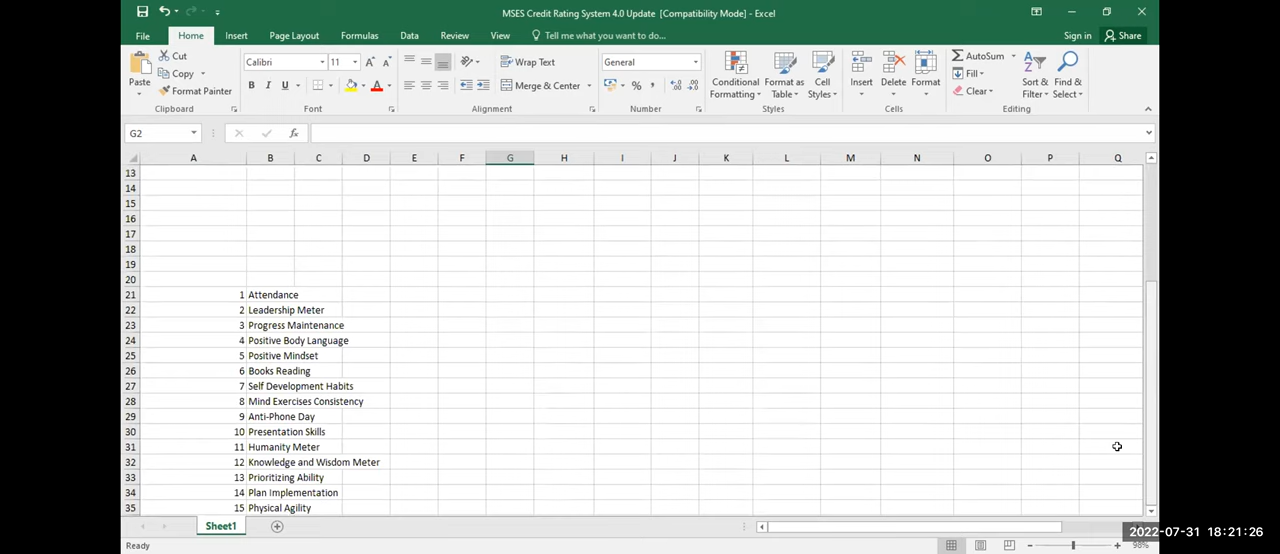 MSES Credit Rating System 4.0 Update [Compatibility Mode] - Excel
File Home Insert Page Layout Formulas Data Review View Tell me what you want to do... Sign in Share
Paste Cut Copy Format Painter
Calibri 11 B I U A
Wrap Text Merge & Center
General % ,
Conditional Formatting Format as Table Cell Styles
Insert Delete Format
AutoSum Fill Clear Sort & Filter Find & Select
Clipboard Font Alignment Number Styles Cells Editing
G2 fx
A B C D E F G H I J K L M N O P Q
13
14
15
16
17
18
19
20
21 1 Attendance
22 2 Leadership Meter
23 3 Progress Maintenance
24 4 Positive Body Language
25 5 Positive Mindset
26 6 Books Reading
27 7 Self Development Habits
28 8 Mind Exercises Consistency
29 9 Anti-Phone Day
30 10 Presentation Skills
31 11 Humanity Meter
32 12 Knowledge and Wisdom Meter
33 13 Prioritizing Ability
34 14 Plan Implementation
35 15 Physical Agility
Sheet1
2022-07-31 18:21:26
Ready 98%